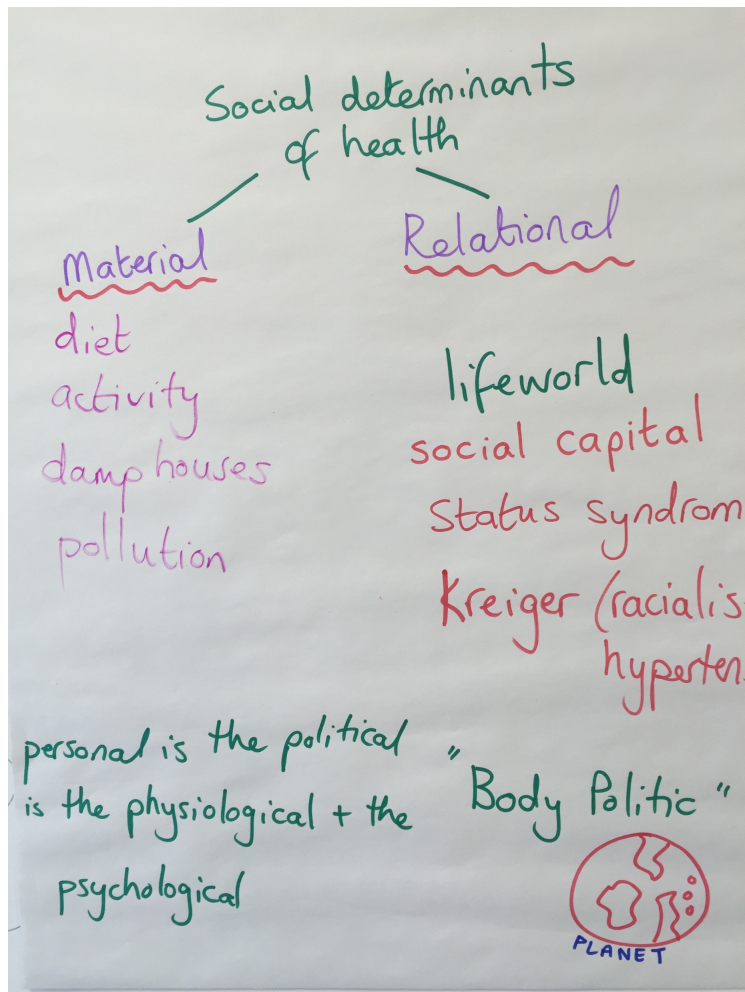 Social determinants
of health
Material
diet
activity
damp houses
pollution
Relational
lifeworld
social capital
Status syndrom
Kreiger (racialis
hyperten
personal is the political
is the physiological + the
psychological
"Body Politic"
PLANET